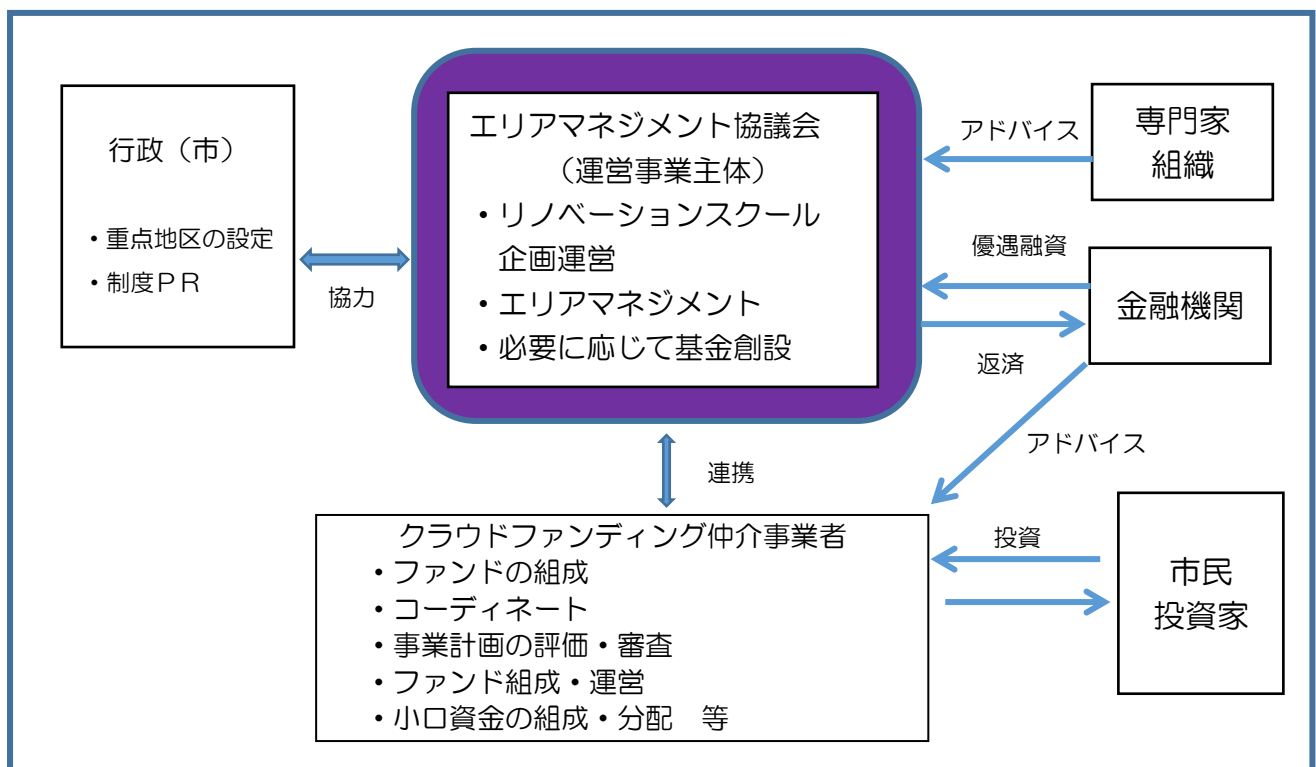 行政（市）
・重点地区の設定
・制度ＰＲ
協力
エリアマネジメント協議会
（運営事業主体）
・リノベーションスクール
企画運営
・エリアマネジメント
・必要に応じて基金創設
アドバイス
専門家
組織
優遇融資
金融機関
返済
アドバイス
連携
クラウドファンディング仲介事業者
・ファンドの組成
・コーディネート
・事業計画の評価・審査
・ファンド組成・運営
・小口資金の組成・分配　等
投資
市民
投資家